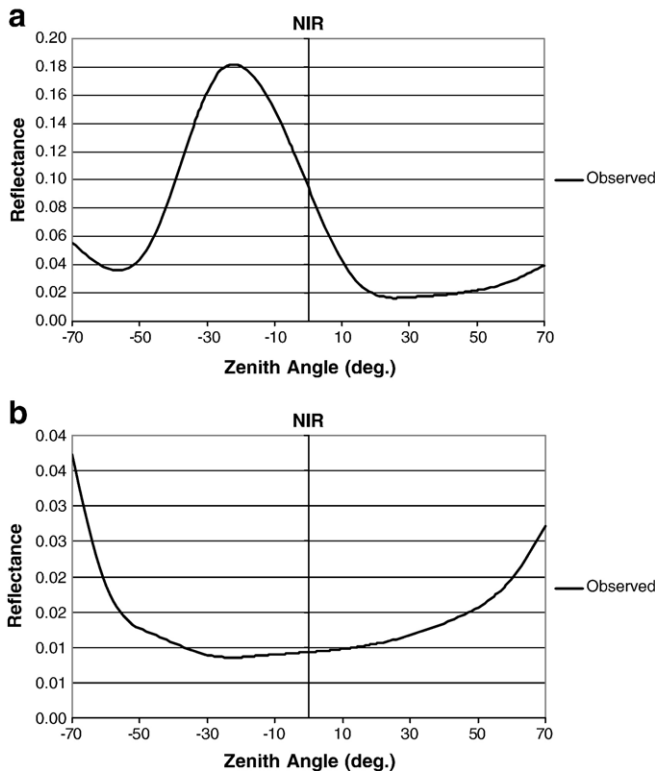 a
NIR
0.20
0.18
0.16
0.14
0.12
0.10
0.08
0.06
0.04
0.02
0.00
Reflectance
-70 -50 -30 -10 10 30 50 70
Zenith Angle (deg.)
Observed
b
NIR
0.04
0.04
0.03
0.03
0.02
0.02
0.01
0.01
0.00
Reflectance
-70 -50 -30 -10 10 30 50 70
Zenith Angle (deg.)
Observed